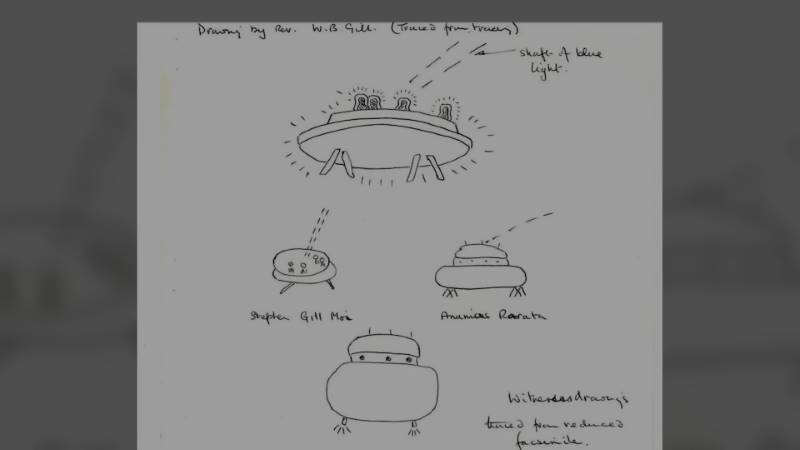 Drawing by Rev. W.B Gill. (Traced from tracing)
shaft of blue
light.
Stephen Gill Moi
Ananias Rarata
Witness drawings
traced from reduced
facsimile.